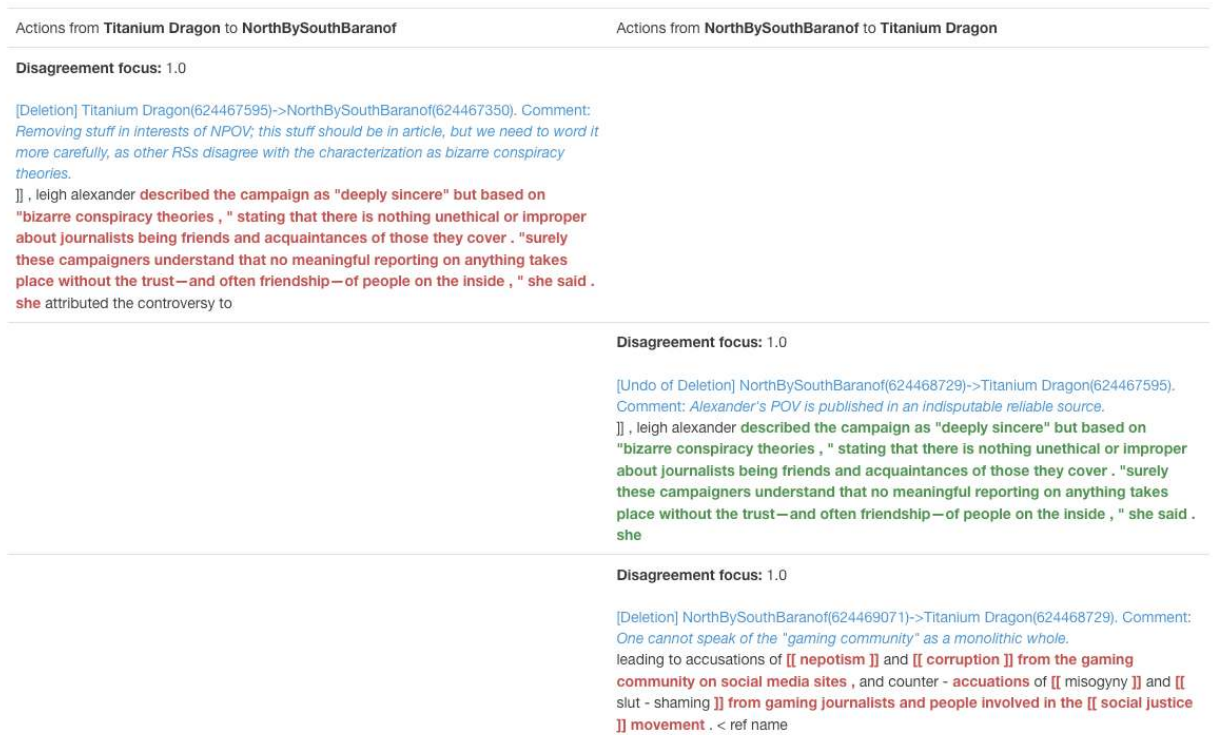 Actions from Titanium Dragon to NorthBySouthBaranof
Actions from NorthBySouthBaranof to Titanium Dragon
Disagreement focus: 1.0
[Deletion] Titanium Dragon(624467595)->NorthBySouthBaranof(624467350). Comment:
Removing stuff in interests of NPOV; this stuff should be in article, but we need to word it
more carefully, as other RSs disagree with the characterization as bizarre conspiracy
theories.
]] , leigh alexander described the campaign as "deeply sincere" but based on
"bizarre conspiracy theories , " stating that there is nothing unethical or improper
about journalists being friends and acquaintances of those they cover . "surely
these campaigners understand that no meaningful reporting on anything takes
place without the trust—and often friendship—of people on the inside , " she said .
she attributed the controversy to
Disagreement focus: 1.0
[Undo of Deletion] NorthBySouthBaranof(624468729)->Titanium Dragon(624467595).
Comment: Alexander's POV is published in an indisputable reliable source.
]] , leigh alexander described the campaign as "deeply sincere" but based on
"bizarre conspiracy theories , " stating that there is nothing unethical or improper
about journalists being friends and acquaintances of those they cover . "surely
these campaigners understand that no meaningful reporting on anything takes
place without the trust—and often friendship—of people on the inside , " she said .
she
Disagreement focus: 1.0
[Deletion] NorthBySouthBaranof(624469071)->Titanium Dragon(624468729). Comment:
One cannot speak of the "gaming community" as a monolithic whole.
leading to accusations of [[ nepotism ]] and [[ corruption ]] from the gaming
community on social media sites , and counter - accuations of [[ misogyny ]] and [[
slut - shaming ]] from gaming journalists and people involved in the [[ social justice
]] movement . < ref name